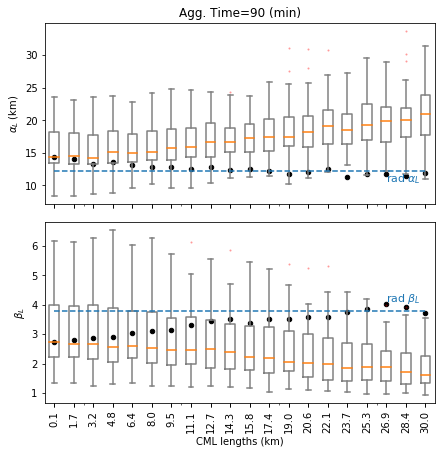 Agg. Time=90 (min)
α_L (km)
30
25
20
15
10
rad α_L
β_L
6
5
4
3
2
1
rad β_L
0.1 1.7 3.2 4.8 6.4 8.0 9.5 11.1 12.7 14.3 15.8 17.4 19.0 20.6 22.1 23.7 25.3 26.9 28.4 30.0
CML lengths (km)